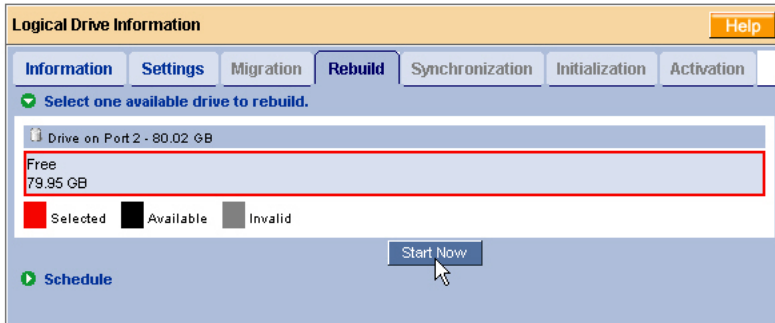 Logical Drive Information Help
Information Settings Migration Rebuild Synchronization Initialization Activation
Select one available drive to rebuild.
Drive on Port 2 - 80.02 GB
Free
79.95 GB
Selected Available Invalid
Start Now
Schedule